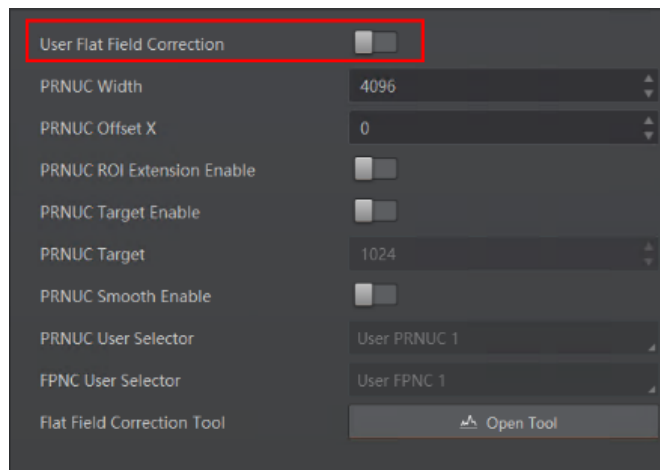 User Flat Field Correction
PRNUC Width 4096
PRNUC Offset X 0
PRNUC ROI Extension Enable
PRNUC Target Enable
PRNUC Target 1024
PRNUC Smooth Enable
PRNUC User Selector User PRNUC 1
FPNC User Selector User FPNC 1
Flat Field Correction Tool Open Tool